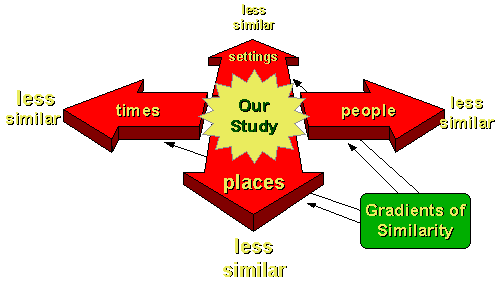 less
similar
settings
less
similar
times
Our
Study
people
less
similar
places
Gradients of
Similarity
less
similar